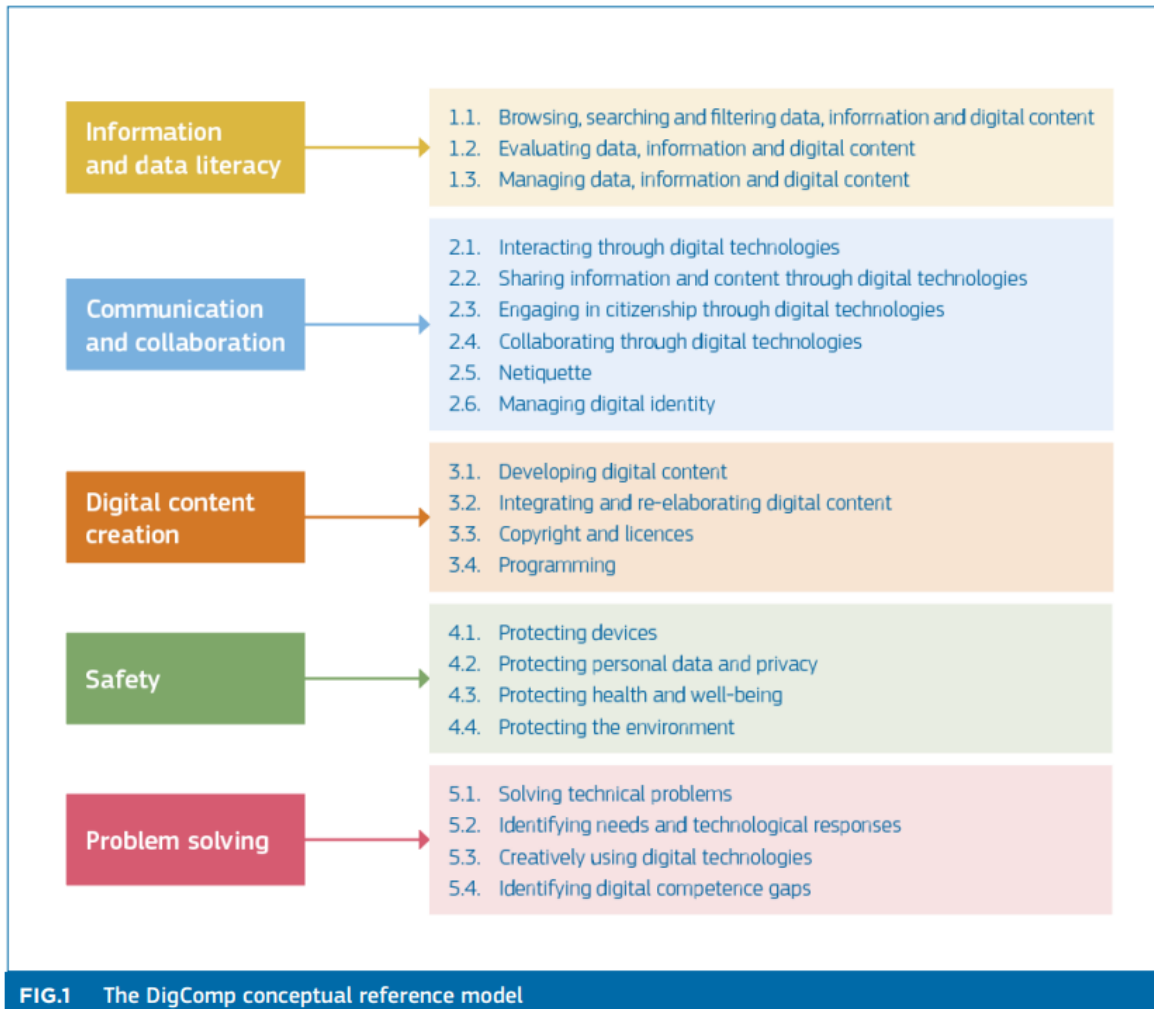 Information
and data literacy
1.1. Browsing, searching and filtering data, information and digital content
1.2. Evaluating data, information and digital content
1.3. Managing data, information and digital content
Communication
and collaboration
2.1. Interacting through digital technologies
2.2. Sharing information and content through digital technologies
2.3. Engaging in citizenship through digital technologies
2.4. Collaborating through digital technologies
2.5. Netiquette
2.6. Managing digital identity
Digital content
creation
3.1. Developing digital content
3.2. Integrating and re-elaborating digital content
3.3. Copyright and licences
3.4. Programming
Safety
4.1. Protecting devices
4.2. Protecting personal data and privacy
4.3. Protecting health and well-being
4.4. Protecting the environment
Problem solving
5.1. Solving technical problems
5.2. Identifying needs and technological responses
5.3. Creatively using digital technologies
5.4. Identifying digital competence gaps
FIG.1 The DigComp conceptual reference model